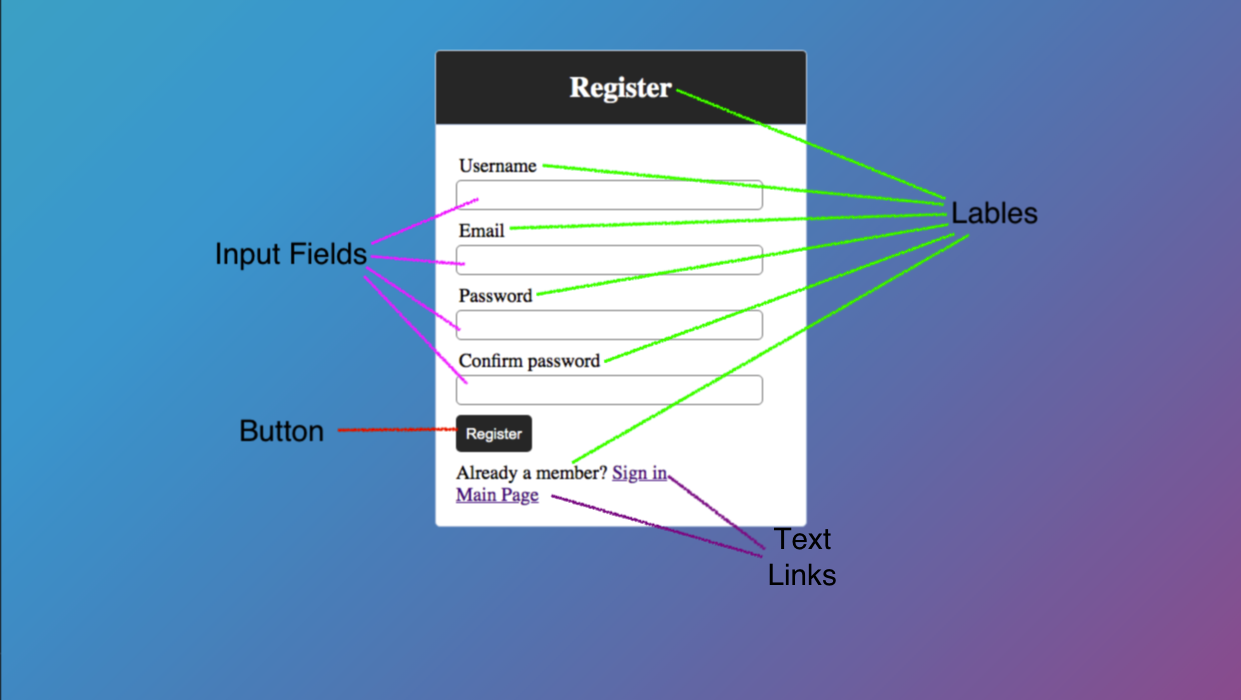 Register
Username
Lables
Email
Input Fields
Password
Confirm password
Button
Register
Already a member? Sign in
Main Page
Text
Links